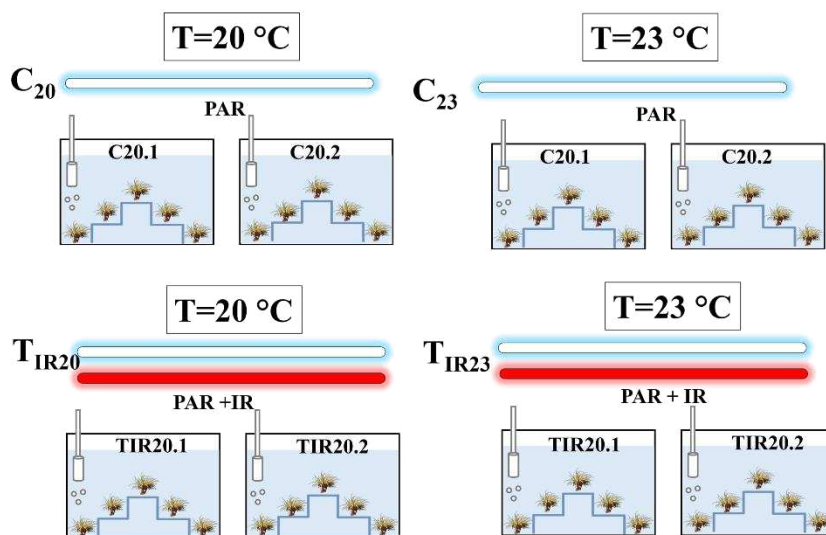 T=20 °C
T=23 °C
C20
C23
PAR
PAR
C20.1
C20.2
C20.1
C20.2
T=20 °C
T=23 °C
TIR20
TIR23
PAR +IR
PAR + IR
TIR20.1
TIR20.2
TIR20.1
TIR20.2